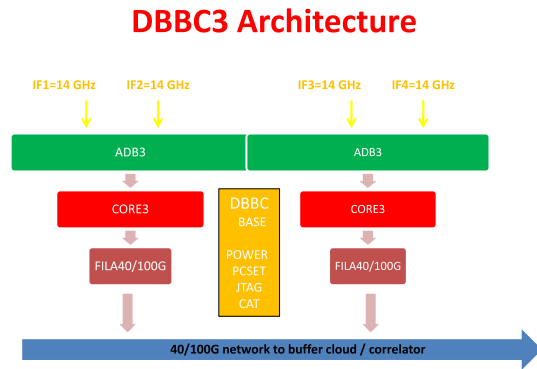 DBBC3 Architecture
IF1=14 GHz IF2=14 GHz IF3=14 GHz IF4=14 GHz
ADB3 ADB3
CORE3 CORE3
DBBC
BASE
FILA40/100G FILA40/100G
POWER
PCSET
JTAG
CAT
40/100G network to buffer cloud / correlator